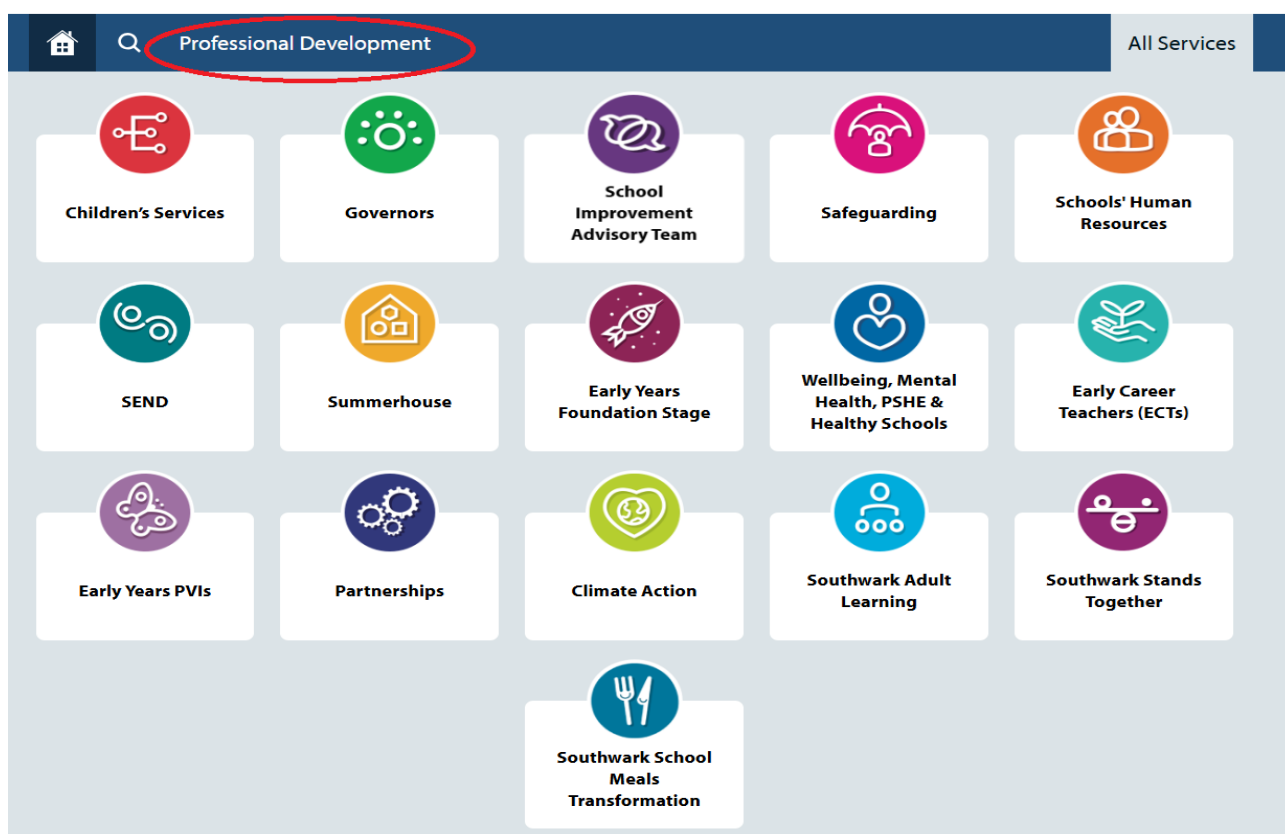 Professional Development
All Services
Children's Services
Governors
School
Improvement
Advisory Team
Safeguarding
Schools' Human
Resources
SEND
Summerhouse
Early Years
Foundation Stage
Wellbeing, Mental
Health, PSHE &
Healthy Schools
Early Career
Teachers (ECTs)
Early Years PVIs
Partnerships
Climate Action
Southwark Adult
Learning
Southwark Stands
Together
Southwark School
Meals
Transformation